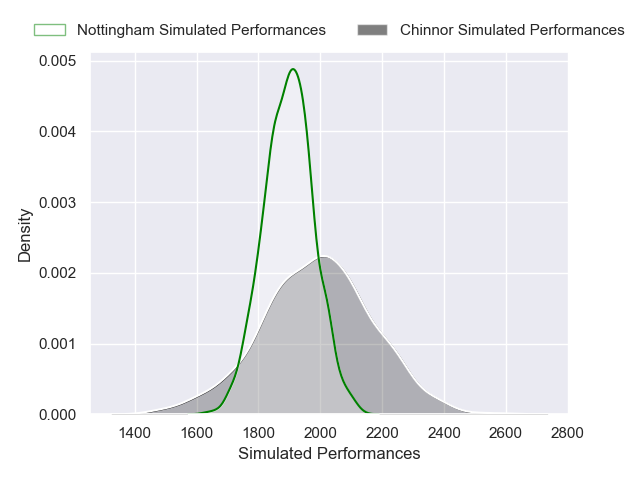 Nottingham Simulated Performances Chinnor Simulated Performances
0.005
0.004
0.003
0.002
0.001
0.000
Density
1400 1600 1800 2000 2200 2400 2600 2800
Simulated Performances